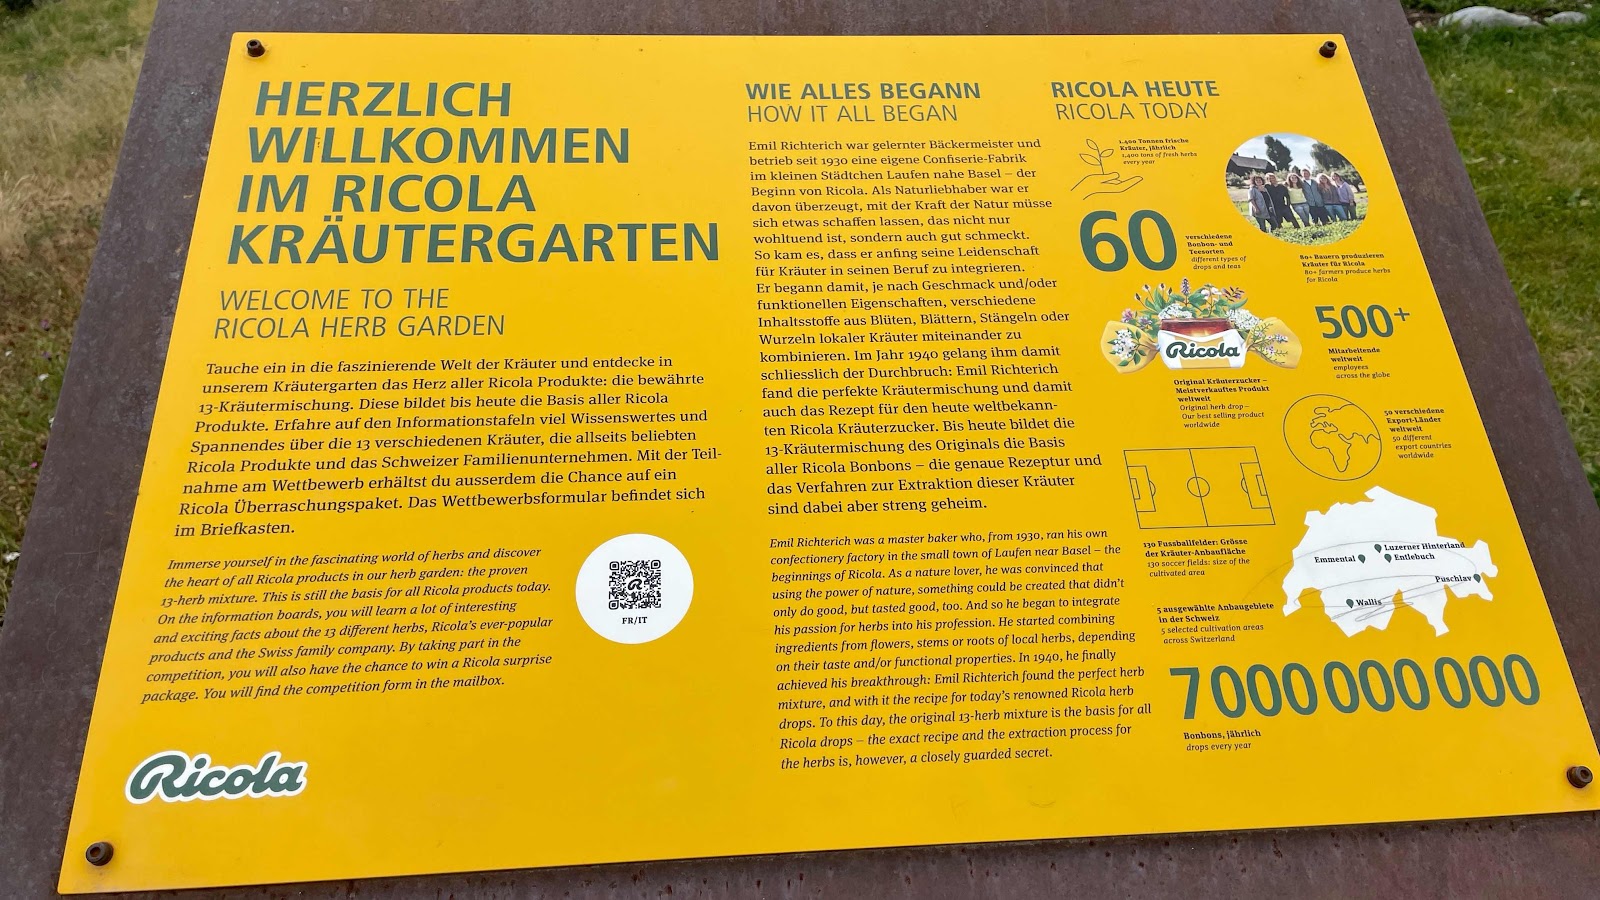 HERZLICH
WILLKOMMEN
IM RICOLA
KRÄUTERGARTEN
WELCOME TO THE
RICOLA HERB GARDEN
Tauche ein in die faszinierende Welt der Kräuter und entdecke in
unserem Kräutergarten das Herz aller Ricola Produkte: die bewährte
13-Kräutermischung. Diese bildet bis heute die Basis aller Ricola
Produkte. Erfahre auf den Informationstafeln viel Wissenswertes und
Spannendes über die 13 verschiedenen Kräuter, die allseits beliebten
Ricola Produkte und das Schweizer Familienunternehmen. Mit der Teil-
nahme am Wettbewerb erhältst du ausserdem die Chance auf ein
Ricola Überraschungspaket. Das Wettbewerbsformular befindet sich
im Briefkasten.
Immerse yourself in the fascinating world of herbs and discover
the heart of all Ricola products in our herb garden: the proven
13-herb mixture. This is still the basis for all Ricola products today.
On the information boards, you will learn a lot of interesting
and exciting facts about the 13 different herbs, Ricola's ever-popular
products and the Swiss family company. By taking part in the
competition, you will also have the chance to win a Ricola surprise
package. You will find the competition form in the mailbox.
FR/IT
Ricola
WIE ALLES BEGANN
HOW IT ALL BEGAN
Emil Richterich war gelernter Bäckermeister und
betrieb seit 1930 eine eigene Confiserie-Fabrik
im kleinen Städtchen Laufen nahe Basel – der
Beginn von Ricola. Als Naturliebhaber war er
davon überzeugt, mit der Kraft der Natur müsse
sich etwas schaffen lassen, das nicht nur
wohltuend ist, sondern auch gut schmeckt.
So kam es, dass er anfing seine Leidenschaft
für Kräuter in seinen Beruf zu integrieren.
Er begann damit, je nach Geschmack und/oder
funktionellen Eigenschaften, verschiedene
Inhaltsstoffe aus Blüten, Blättern, Stängeln oder
Wurzeln lokaler Kräuter miteinander zu
kombinieren. Im Jahr 1940 gelang ihm damit
schliesslich der Durchbruch: Emil Richterich
fand die perfekte Kräutermischung und damit
auch das Rezept für den heute weltbekann-
ten Ricola Kräuterzucker. Bis heute bildet die
13-Kräutermischung des Originals die Basis
aller Ricola Bonbons – die genaue Rezeptur und
das Verfahren zur Extraktion dieser Kräuter
sind dabei aber streng geheim.
Emil Richterich was a master baker who, from 1930, ran his own
confectionery factory in the small town of Laufen near Basel – the
beginnings of Ricola. As a nature lover, he was convinced that
using the power of nature, something could be created that didn't
only do good, but tasted good, too. And so he began to integrate
his passion for herbs into his profession. He started combining
ingredients from flowers, stems or roots of local herbs, depending
on their taste and/or functional properties. In 1940, he finally
achieved his breakthrough: Emil Richterich found the perfect herb
mixture, and with it the recipe for today's renowned Ricola herb
drops. To this day, the original 13-herb mixture is the basis for all
Ricola drops – the exact recipe and the extraction process for
the herbs is, however, a closely guarded secret.
RICOLA HEUTE
RICOLA TODAY
1.400 Tonnen frische
Kräuter, jährlich
1,400 tons of fresh herbs
every year
60
verschiedene
Bonbon- und
Teesorten
different types of
drops and teas
80+ Bauern produzieren
Kräuter für Ricola
80+ farmers produce herbs
for Ricola
Ricola
Original Kräuterzucker –
Meistverkauftes Produkt
weltweit
Original herb drop –
Our best selling product
worldwide
500+
Mitarbeitende
weltweit
employees
across the globe
50 verschiedene
Export-Länder
weltweit
50 different
export countries
worldwide
130 Fussballfelder: Grösse
der Kräuter-Anbaufläche
130 soccer fields: size of the
cultivated area
Luzerner Hinterland
Emmental
Entlebuch
Puschlav
Wallis
5 ausgewählte Anbaugebiete
in der Schweiz
5 selected cultivation areas
across Switzerland
7 000 000 000
Bonbons, jährlich
drops every year